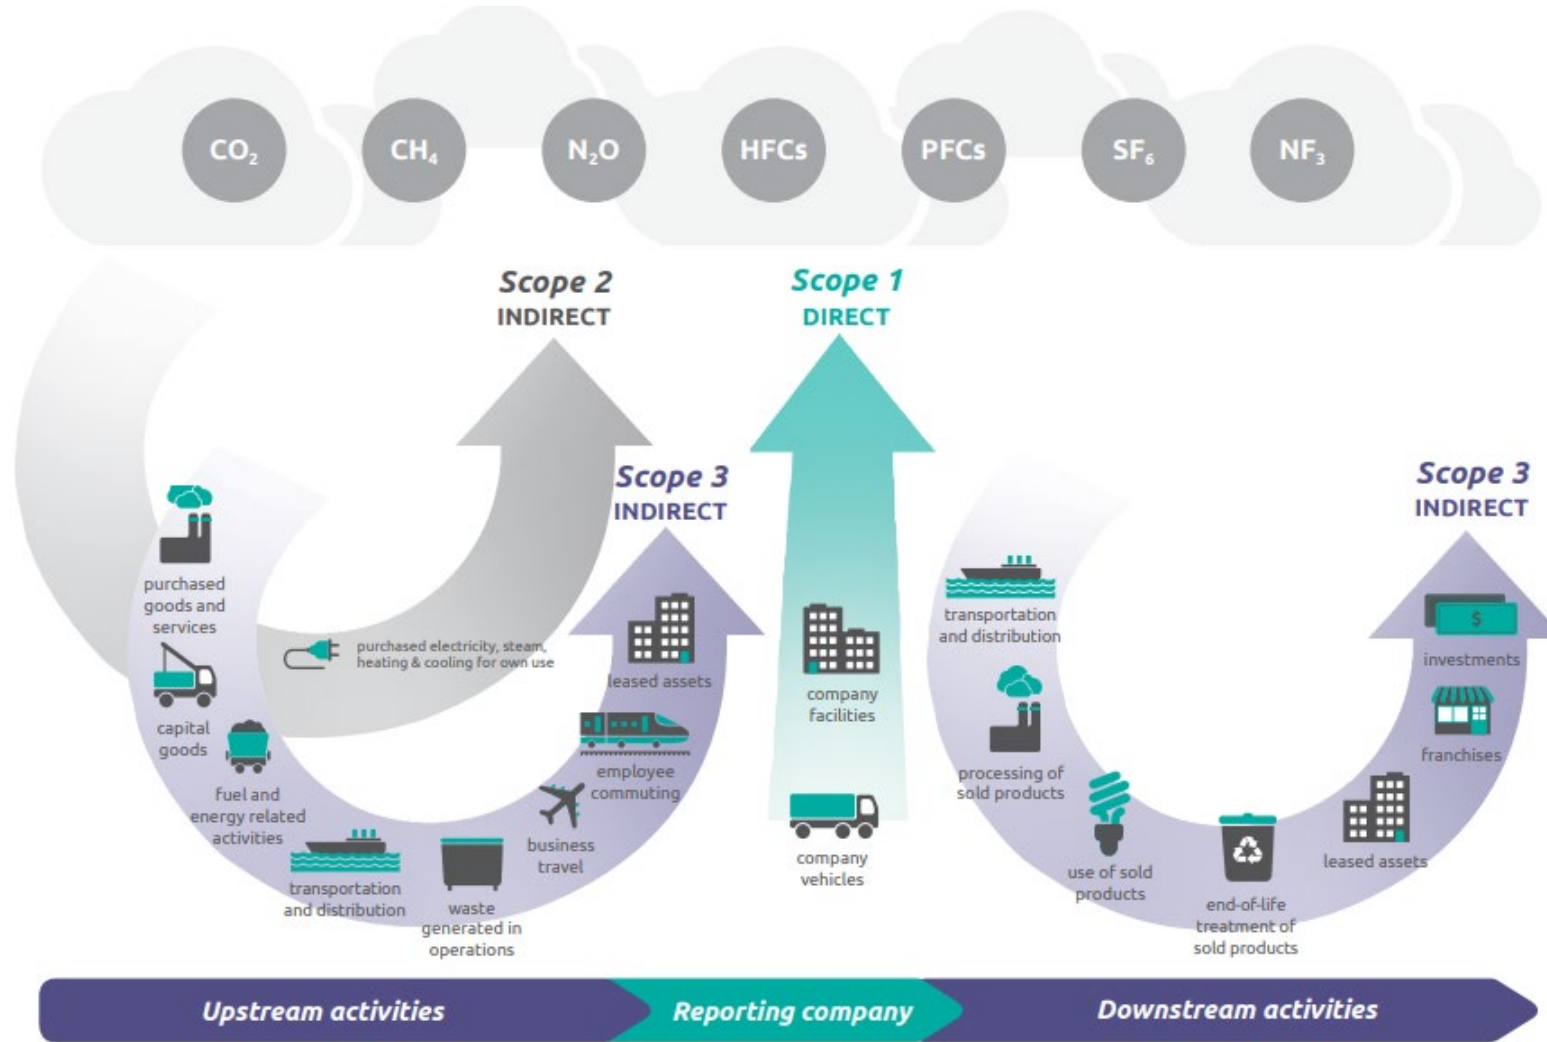 CO₂
CH₄
N₂O
HFCs
PFCs
SF₆
NF₃
Scope 2
INDIRECT
Scope 1
DIRECT
Scope 3
INDIRECT
Scope 3
INDIRECT
purchased
goods and
services
capital
goods
fuel and
energy related
activities
transportation
and distribution
waste
generated in
operations
business
travel
employee
commuting
leased assets
purchased electricity, steam,
heating & cooling for own use
company
facilities
company
vehicles
transportation
and distribution
processing of
sold products
use of sold
products
end-of-life
treatment of
sold products
leased assets
franchises
$
investments
Upstream activities
Reporting company
Downstream activities